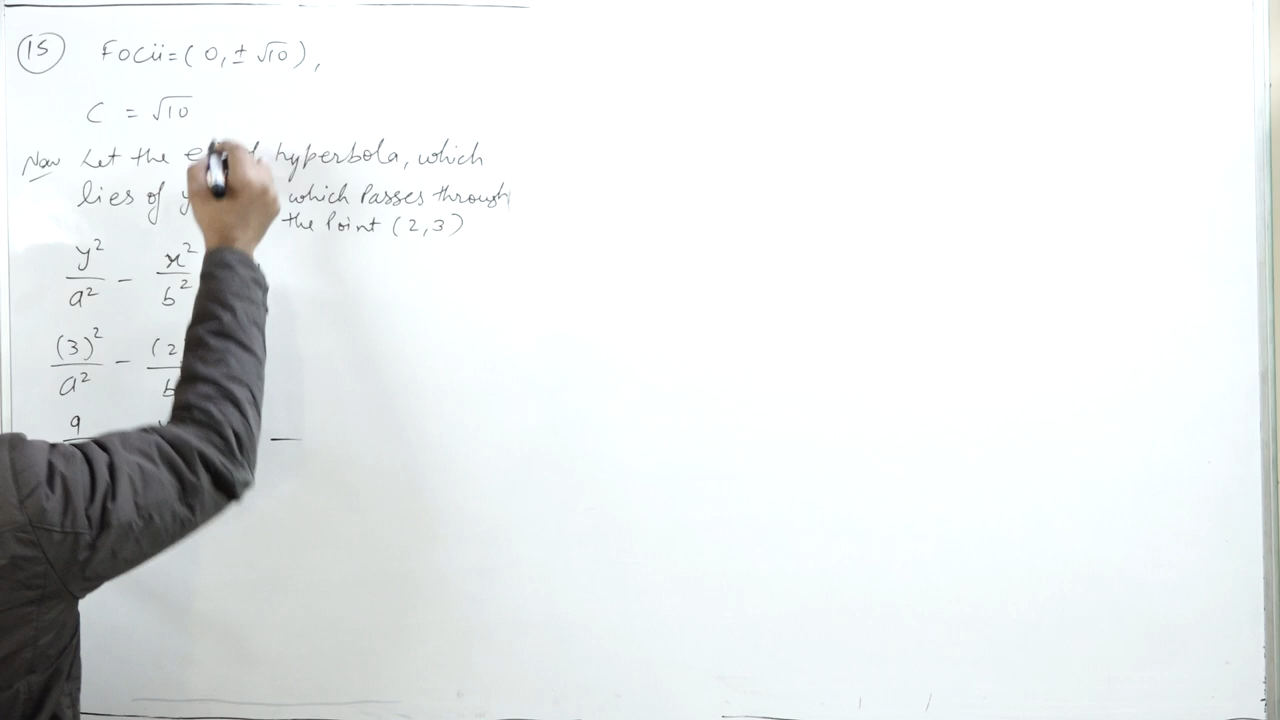 15 Focii=( 0, ± √10 ),
C = √10
Now Let the hyperbola, which
lies of which Passes through
the Point (2,3)
y²/a² - x²/b²
(3)²/a² - (2
9